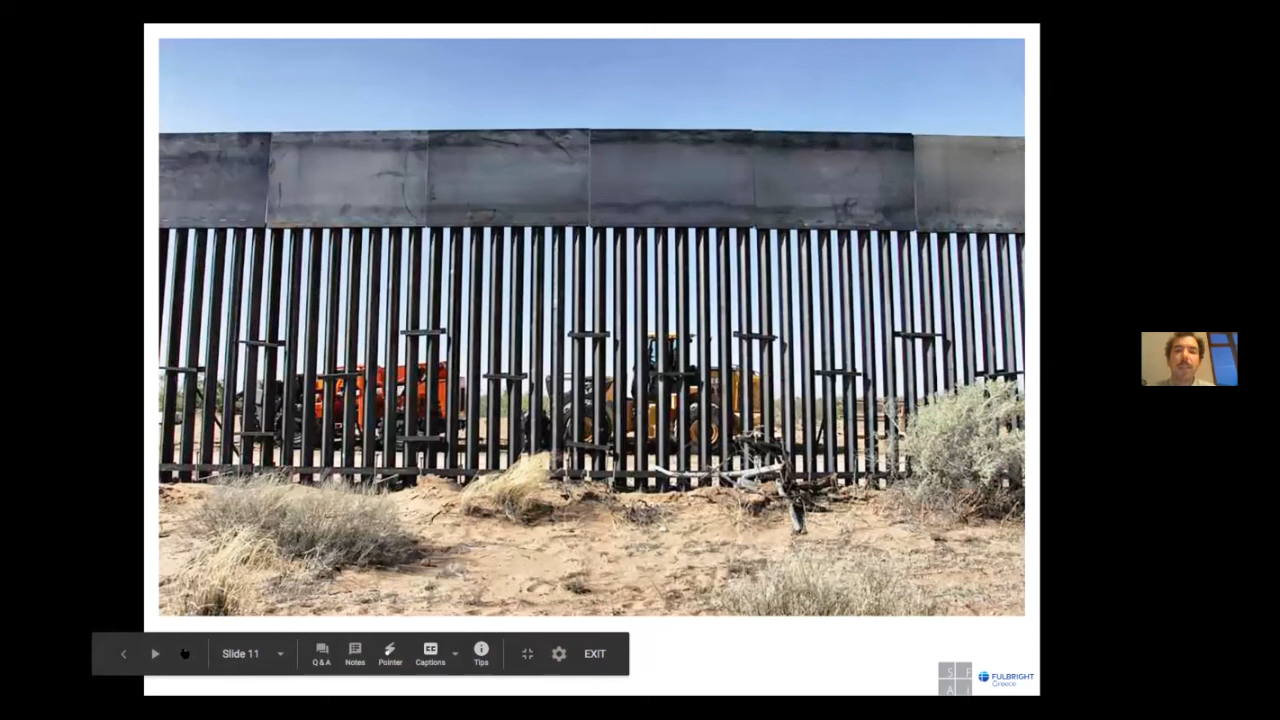 Slide 11
Q & A
Notes
Pointer
Captions
Tips
EXIT
S F
A i
FULBRIGHT
Greece